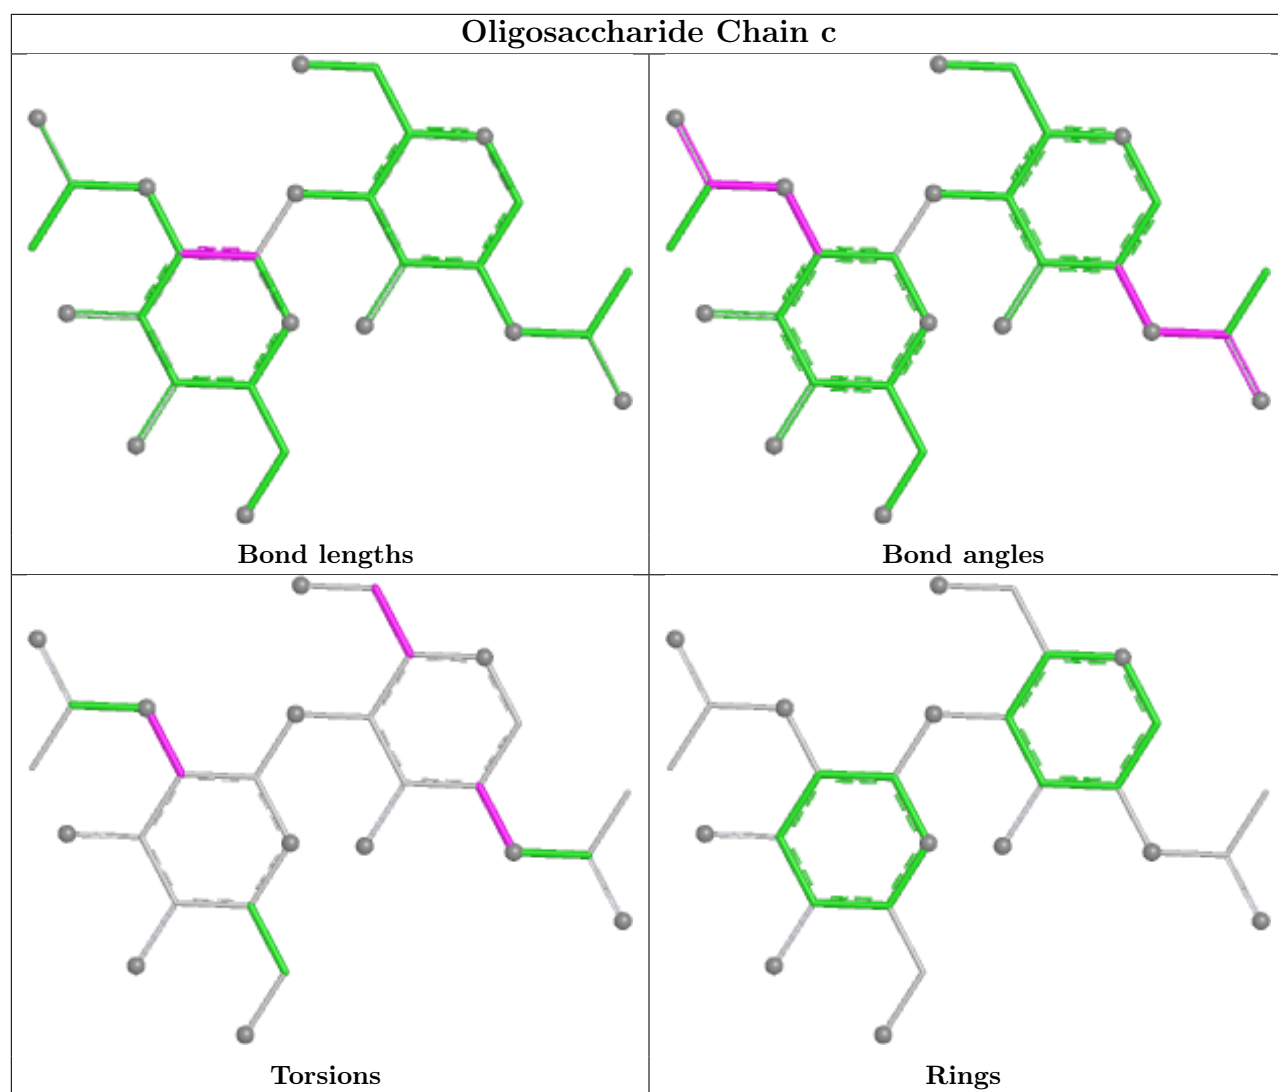 Oligosaccharide Chain c
Bond lengths
Bond angles
Torsions
Rings